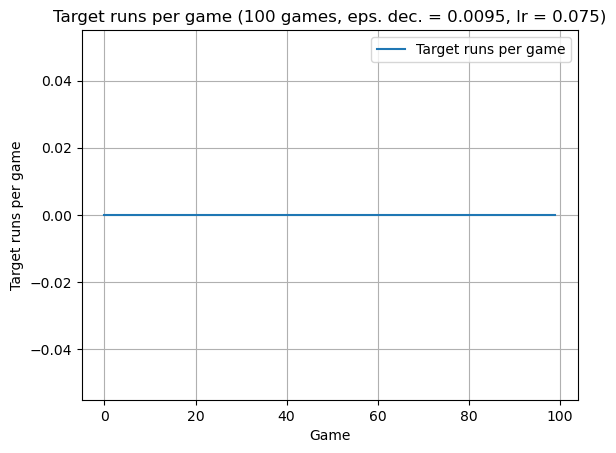 Target runs per game (100 games, eps. dec. = 0.0095, lr = 0.075)
Target runs per game
0.04
0.02
0.00
−0.02
−0.04
Target runs per game
0
20
40
60
80
100
Game